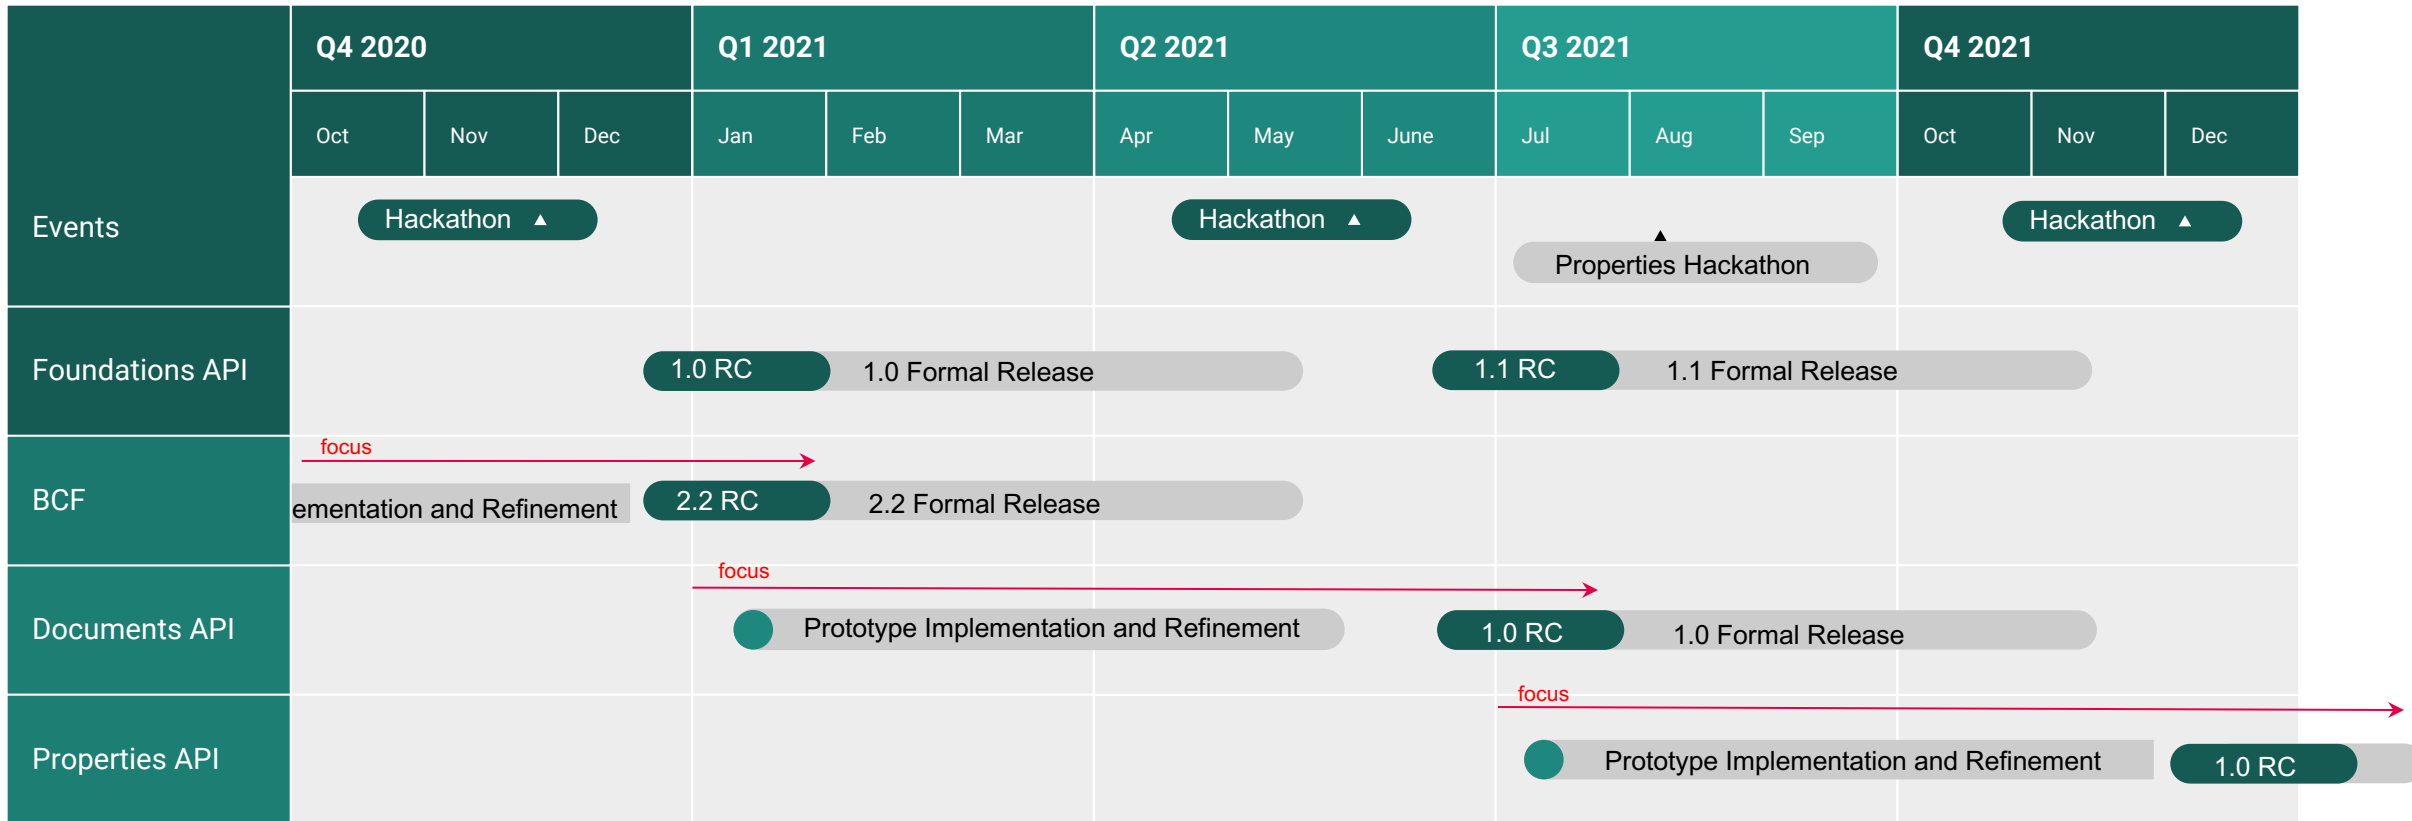 Q4 2020 Q1 2021 Q2 2021 Q3 2021 Q4 2021
Oct Nov Dec Jan Feb Mar Apr May June Jul Aug Sep Oct Nov Dec
Events
Hackathon Hackathon Hackathon
Properties Hackathon
Foundations API
1.0 RC 1.0 Formal Release 1.1 RC 1.1 Formal Release
focus
BCF
ementation and Refinement 2.2 RC 2.2 Formal Release
focus
Documents API
Prototype Implementation and Refinement 1.0 RC 1.0 Formal Release
focus
Properties API
Prototype Implementation and Refinement 1.0 RC